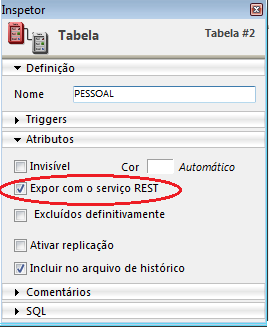 Inspetor
Tabela Tabela #2
Definição
Nome PESSOAL
Triggers
Atributos
Invisível Cor Automático
Expor com o serviço REST
Excluídos definitivamente
Ativar replicação
Incluir no arquivo de histórico
Comentários
SQL